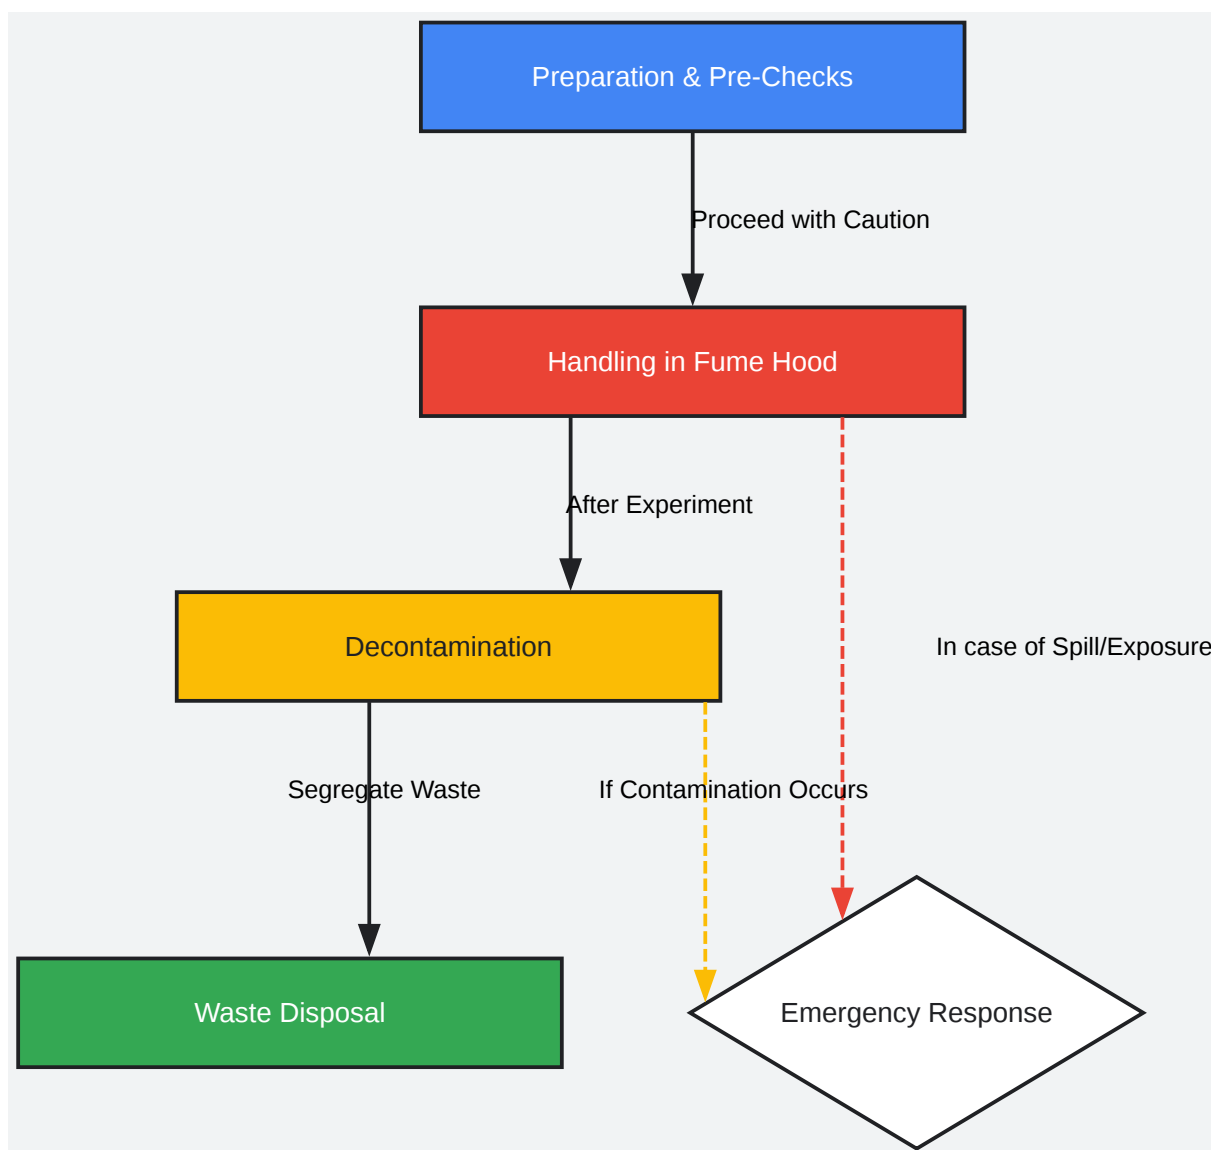 Preparation & Pre-Checks
Proceed with Caution
Handling in Fume Hood
After Experiment
Decontamination
In case of Spill/Exposure
Segregate Waste
If Contamination Occurs
Waste Disposal
Emergency Response